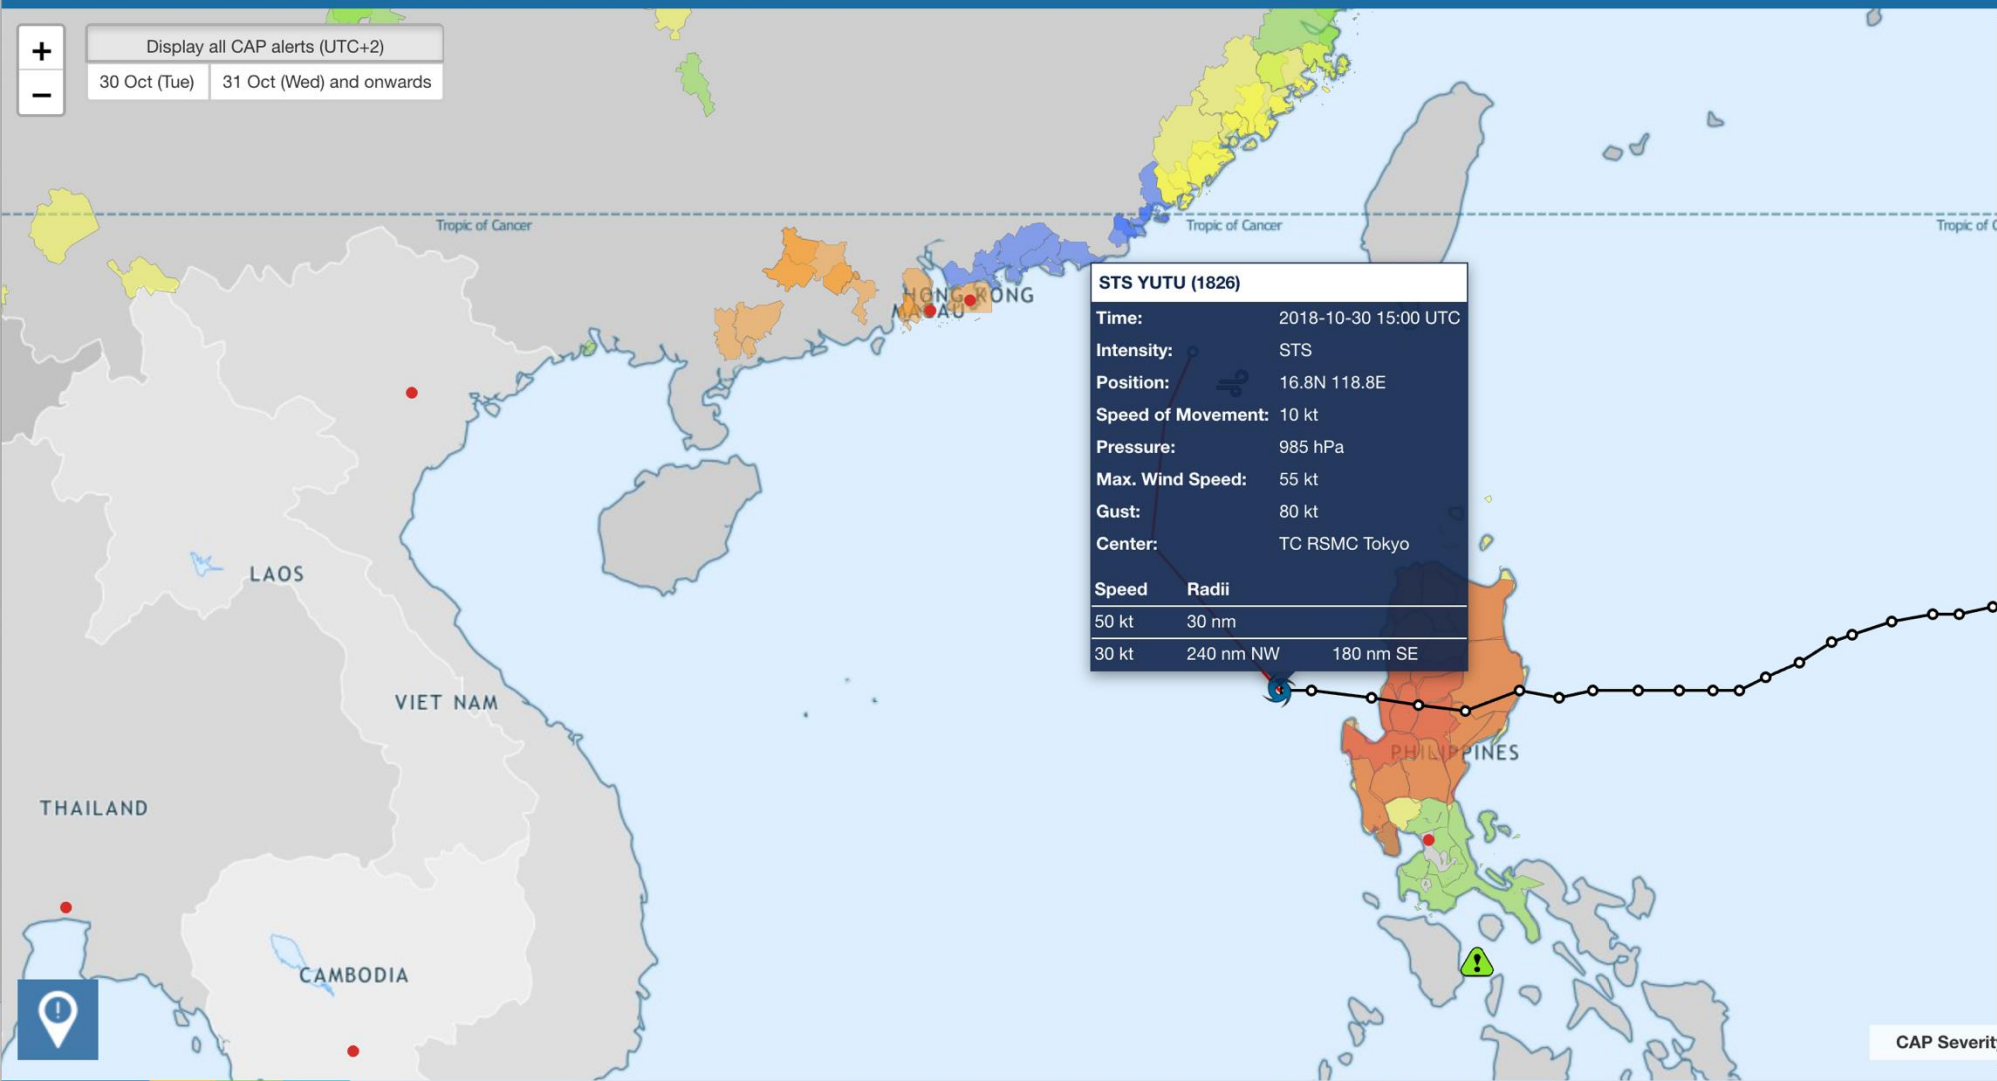 +
Display all CAP alerts (UTC+2)
−
30 Oct (Tue) 31 Oct (Wed) and onwards
Tropic of Cancer
Tropic of Cancer
Tropic of C
HONG KONG
MACAU
STS YUTU (1826)
Time: 2018-10-30 15:00 UTC
Intensity: STS
Position: 16.8N 118.8E
Speed of Movement: 10 kt
Pressure: 985 hPa
Max. Wind Speed: 55 kt
Gust: 80 kt
Center: TC RSMC Tokyo
Speed Radii
50 kt 30 nm
30 kt 240 nm NW 180 nm SE
LAOS
VIET NAM
PHILIPPINES
THAILAND
CAMBODIA
CAP Severit